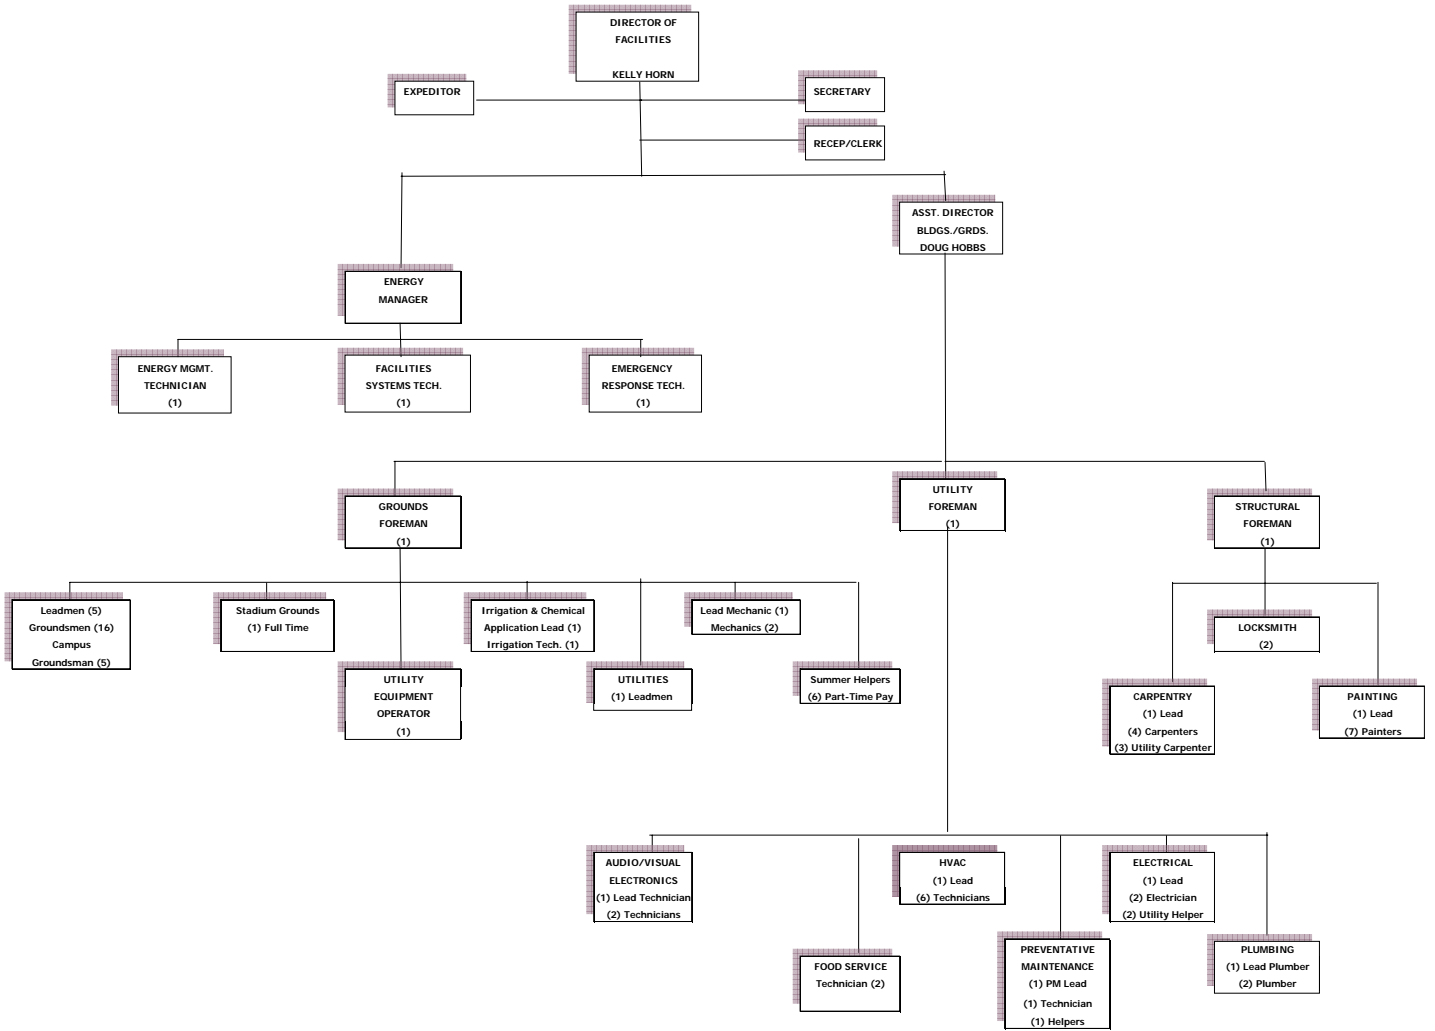 DIRECTOR OF
FACILITIES
KELLY HORN
EXPEDITOR
SECRETARY
RECEP/CLERK
ASST. DIRECTOR
BLDGS./GRDS.
DOUG HOBBS
ENERGY
MANAGER
ENERGY MGMT.
TECHNICIAN
(1)
FACILITIES
SYSTEMS TECH.
(1)
EMERGENCY
RESPONSE TECH.
(1)
GROUNDS
FOREMAN
(1)
UTILITY
FOREMAN
(1)
STRUCTURAL
FOREMAN
(1)
Leadmen (5)
Groundsmen (16)
Campus
Groundsman (5)
Stadium Grounds
(1) Full Time
Irrigation & Chemical
Application Lead (1)
Irrigation Tech. (1)
Lead Mechanic (1)
Mechanics (2)
UTILITY
EQUIPMENT
OPERATOR
(1)
UTILITIES
(1) Leadmen
Summer Helpers
(6) Part-Time Pay
LOCKSMITH
(2)
CARPENTRY
(1) Lead
(4) Carpenters
(3) Utility Carpenter
PAINTING
(1) Lead
(7) Painters
AUDIO/VISUAL
ELECTRONICS
(1) Lead Technician
(2) Technicians
HVAC
(1) Lead
(6) Technicians
ELECTRICAL
(1) Lead
(2) Electrician
(2) Utility Helper
FOOD SERVICE
Technician (2)
PREVENTATIVE
MAINTENANCE
(1) PM Lead
(1) Technician
(1) Helpers
PLUMBING
(1) Lead Plumber
(2) Plumber